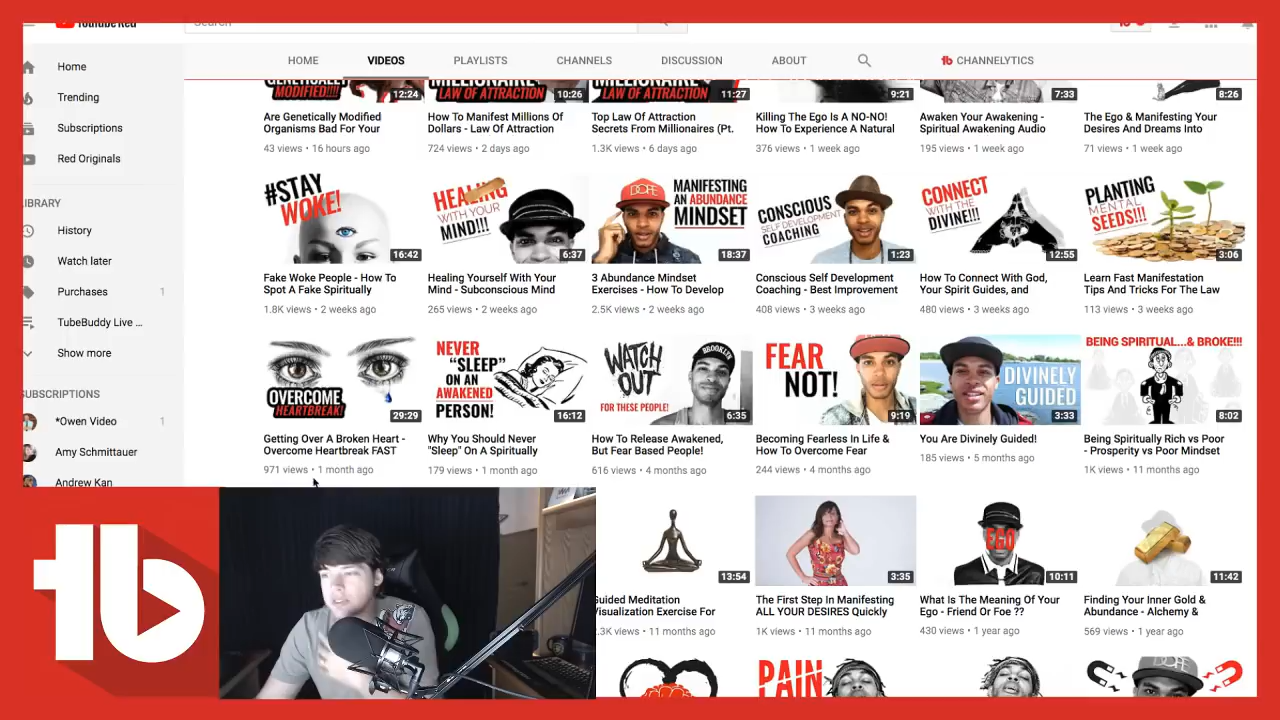 YouTube Red
Search
HOME
VIDEOS
PLAYLISTS
CHANNELS
DISCUSSION
ABOUT
tb CHANNELYTICS
Home
Trending
Subscriptions
Red Originals
LIBRARY
History
Watch later
Purchases 1
TubeBuddy Live ...
Show more
SUBSCRIPTIONS
*Owen Video 1
Amy Schmittauer
Andrew Kan
GENETICALLY
MODIFIED!!!!
12:24
Are Genetically Modified
Organisms Bad For Your
43 views • 16 hours ago
MILLIONAIRE
LAW OF ATTRACTION
10:26
How To Manifest Millions Of
Dollars - Law Of Attraction
724 views • 2 days ago
MILLIONAIRE
LAW OF ATTRACTION
11:27
Top Law Of Attraction
Secrets From Millionaires (Pt.
1.3K views • 6 days ago
9:21
Killing The Ego Is A NO-NO!
How To Experience A Natural
376 views • 1 week ago
7:33
Awaken Your Awakening -
Spiritual Awakening Audio
195 views • 1 week ago
8:26
The Ego & Manifesting Your
Desires And Dreams Into
71 views • 1 week ago
#STAY
WOKE!
16:42
Fake Woke People - How To
Spot A Fake Spiritually
1.8K views • 2 weeks ago
HEALING
WITH YOUR
MIND!!!
6:37
Healing Yourself With Your
Mind - Subconscious Mind
265 views • 2 weeks ago
DOPE
MANIFESTING
AN ABUNDANCE
MINDSET
18:37
3 Abundance Mindset
Exercises - How To Develop
2.5K views • 2 weeks ago
CONSCIOUS
SELF DEVELOPMENT
COACHING
1:23
Conscious Self Development
Coaching - Best Improvement
408 views • 3 weeks ago
CONNECT
WITH THE
DIVINE!!!
12:55
How To Connect With God,
Your Spirit Guides, and
480 views • 3 weeks ago
PLANTING
MENTAL
SEEDS!!!
3:06
Learn Fast Manifestation
Tips And Tricks For The Law
113 views • 3 weeks ago
OVERCOME
HEARTBREAK!
29:29
Getting Over A Broken Heart -
Overcome Heartbreak FAST
971 views • 1 month ago
NEVER
"SLEEP"
ON AN
AWAKENED
PERSON!
16:12
Why You Should Never
"Sleep" On A Spiritually
179 views • 1 month ago
WATCH
OUT
FOR THESE PEOPLE!
BROOKLYN
6:35
How To Release Awakened,
But Fear Based People!
616 views • 4 months ago
FEAR
NOT!
9:19
Becoming Fearless In Life &
How To Overcome Fear
244 views • 4 months ago
DIVINELY
GUIDED
3:33
You Are Divinely Guided!
185 views • 5 months ago
BEING SPIRITUAL...& BROKE!!!
8:02
Being Spiritually Rich vs Poor
- Prosperity vs Poor Mindset
1K views • 11 months ago
13:54
Guided Meditation
Visualization Exercise For
11 months ago
3:35
The First Step In Manifesting
ALL YOUR DESIRES Quickly
1K views • 11 months ago
EGO
10:11
What Is The Meaning Of Your
Ego - Friend Or Foe ??
430 views • 1 year ago
11:42
Finding Your Inner Gold &
Abundance - Alchemy &
569 views • 1 year ago
PAIN
DOPE
tb